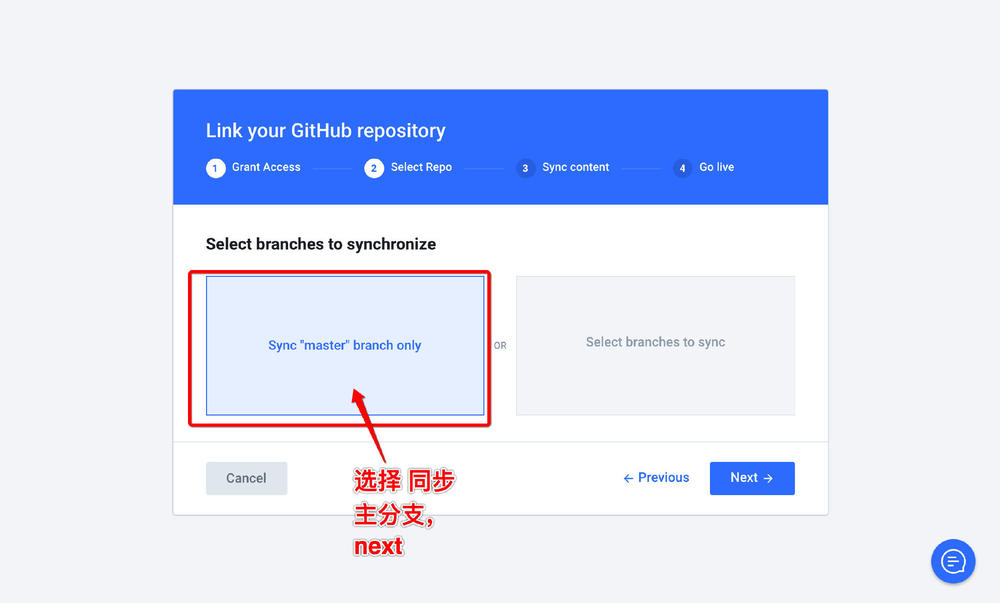 Link your GitHub repository
1 Grant Access 2 Select Repo 3 Sync content 4 Go live
Select branches to synchronize
Sync "master" branch only
OR
Select branches to sync
Cancel
← Previous
Next →
选择 同步
主分支，
next